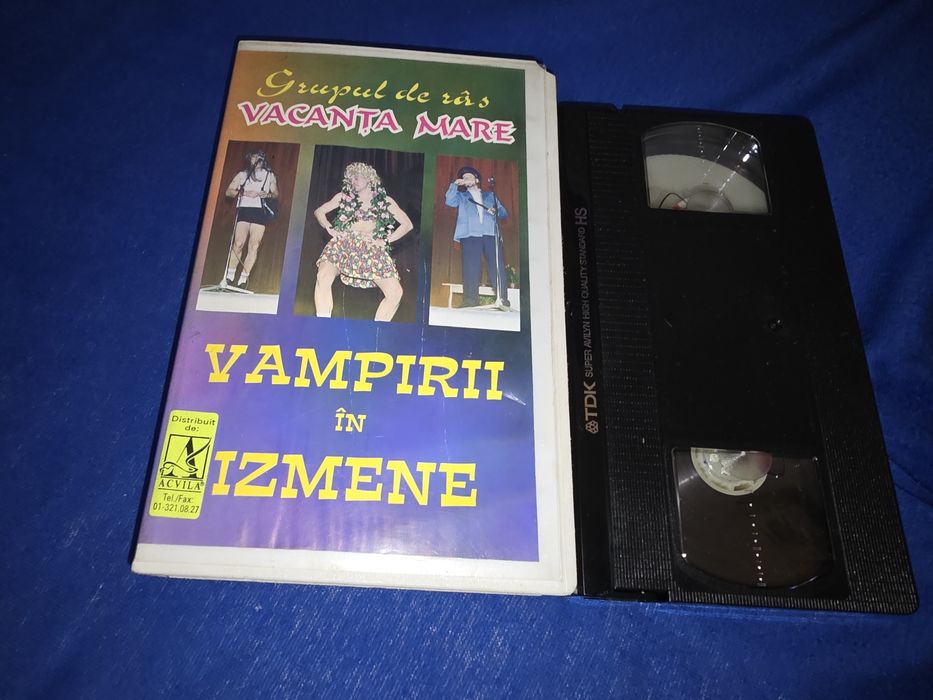 Grupul de râs
VACANȚA MARE
VAMPIRII
ÎN
IZMENE
Distribuit
de:
ACVILA®
Tel./Fax:
01-321.08.27
TDK SUPER AVILYN HIGH QUALITY STANDARD HS